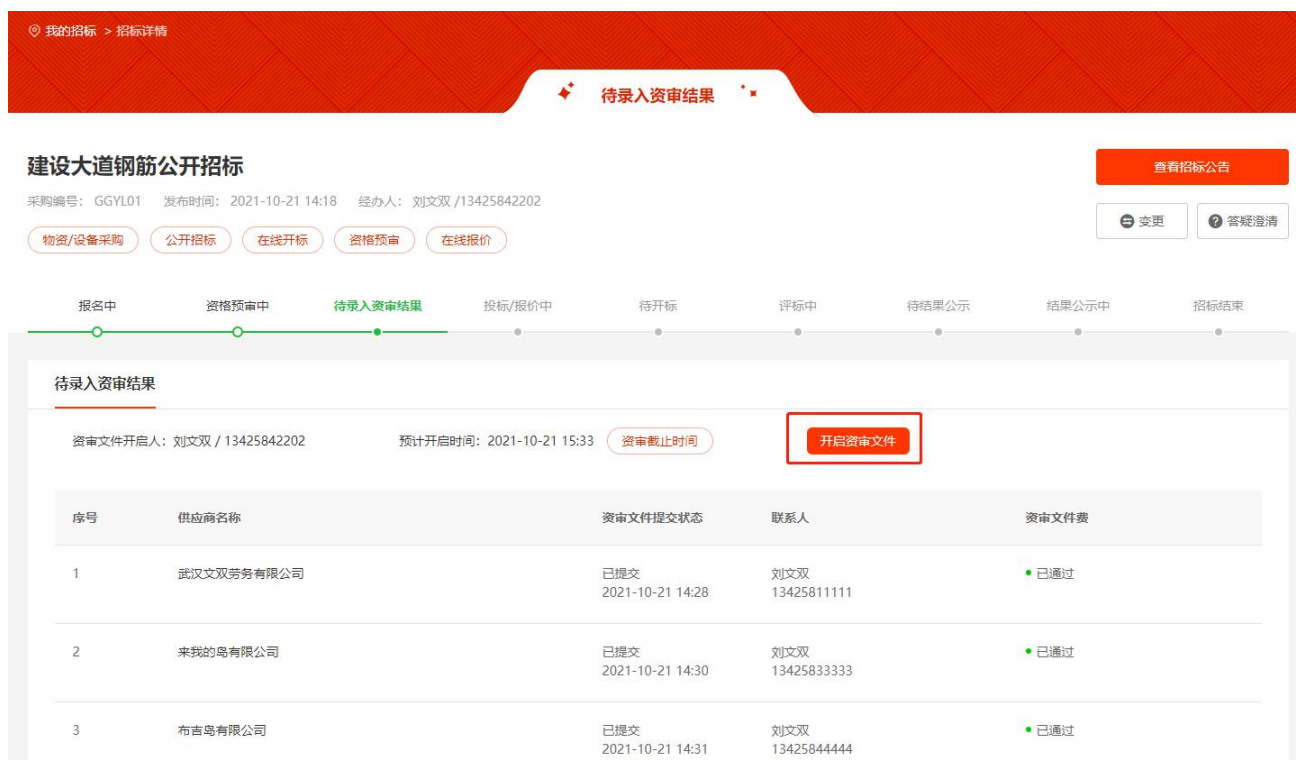 我的招标 > 招标详情
待录入资审结果
建设大道钢筋公开招标
查看招标公告
采购编号： GGYL01 发布时间： 2021-10-21 14:18 经办人： 刘文双 /13425842202
变更 答疑澄清
物资/设备采购 公开招标 在线开标 资格预审 在线报价
报名中 资格预审中 待录入资审结果 投标/报价中 待开标 评标中 待结果公示 结果公示中 招标结束
待录入资审结果
资审文件开启人： 刘文双 / 13425842202 预计开启时间： 2021-10-21 15:33 资审截止时间 开启资审文件
序号 供应商名称 资审文件提交状态 联系人 资审文件费
1 武汉文双劳务有限公司 已提交 刘文双 已通过
2021-10-21 14:28 13425811111
2 来我的岛有限公司 已提交 刘文双 已通过
2021-10-21 14:30 13425833333
3 布吉岛有限公司 已提交 刘文双 已通过
2021-10-21 14:31 13425844444